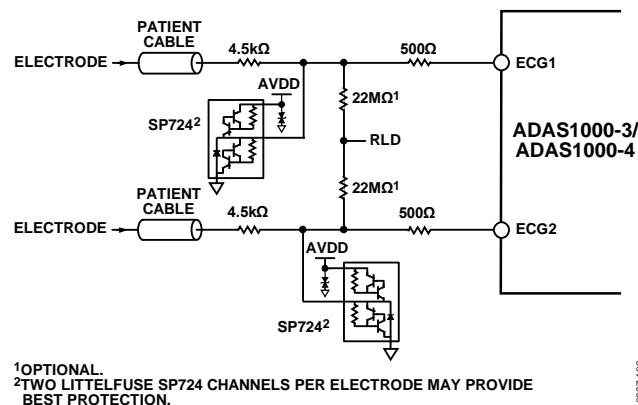 PATIENT
CABLE
ELECTRODE
4.5kΩ
500Ω
ECG1
AVDD
22MΩ¹
SP724²
RLD
ADAS1000-3/
ADAS1000-4
PATIENT
CABLE
22MΩ¹
ELECTRODE
4.5kΩ
500Ω
ECG2
AVDD
SP724²
¹OPTIONAL.
²TWO LITTELFUSE SP724 CHANNELS PER ELECTRODE MAY PROVIDE
BEST PROTECTION.